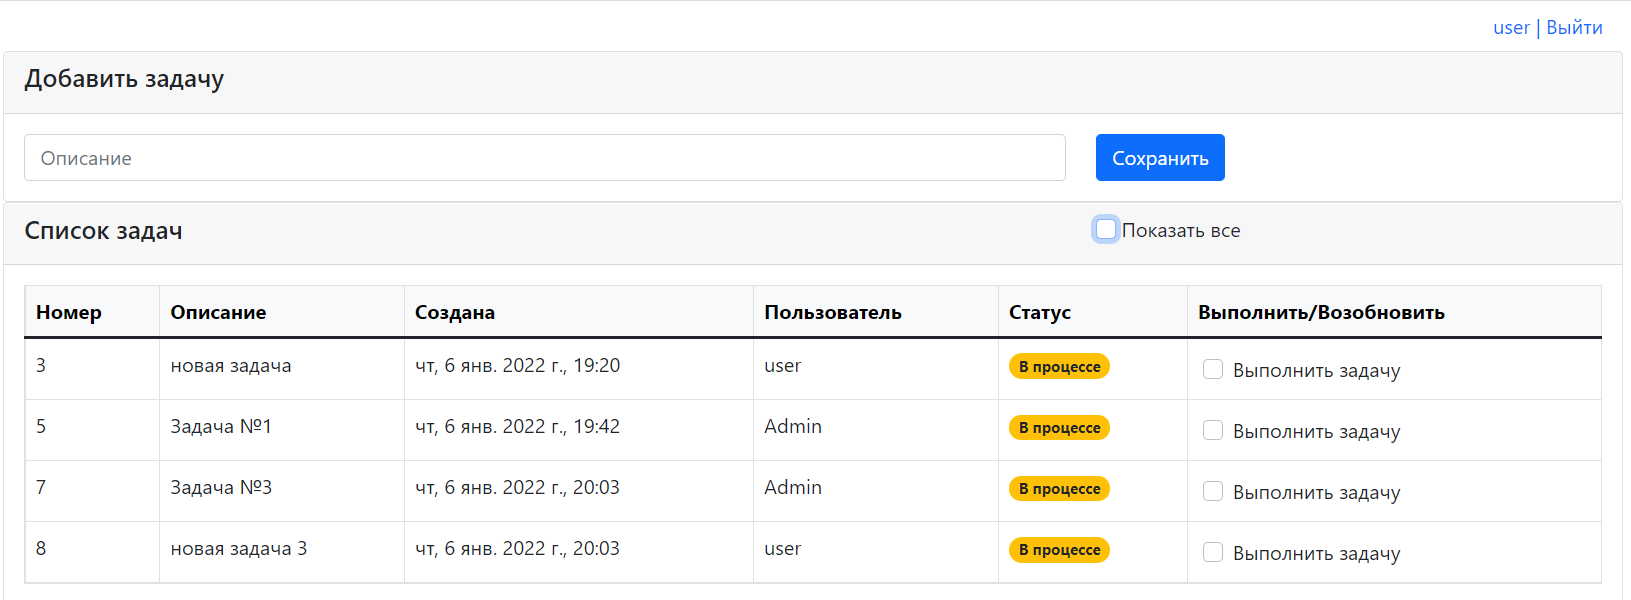 user | Выйти
Добавить задачу
Описание Сохранить
Список задач Показать все
Номер Описание Создана Пользователь Статус Выполнить/Возобновить
3 новая задача чт, 6 янв. 2022 г., 19:20 user В процессе Выполнить задачу
5 Задача №1 чт, 6 янв. 2022 г., 19:42 Admin В процессе Выполнить задачу
7 Задача №3 чт, 6 янв. 2022 г., 20:03 Admin В процессе Выполнить задачу
8 новая задача 3 чт, 6 янв. 2022 г., 20:03 user В процессе Выполнить задачу